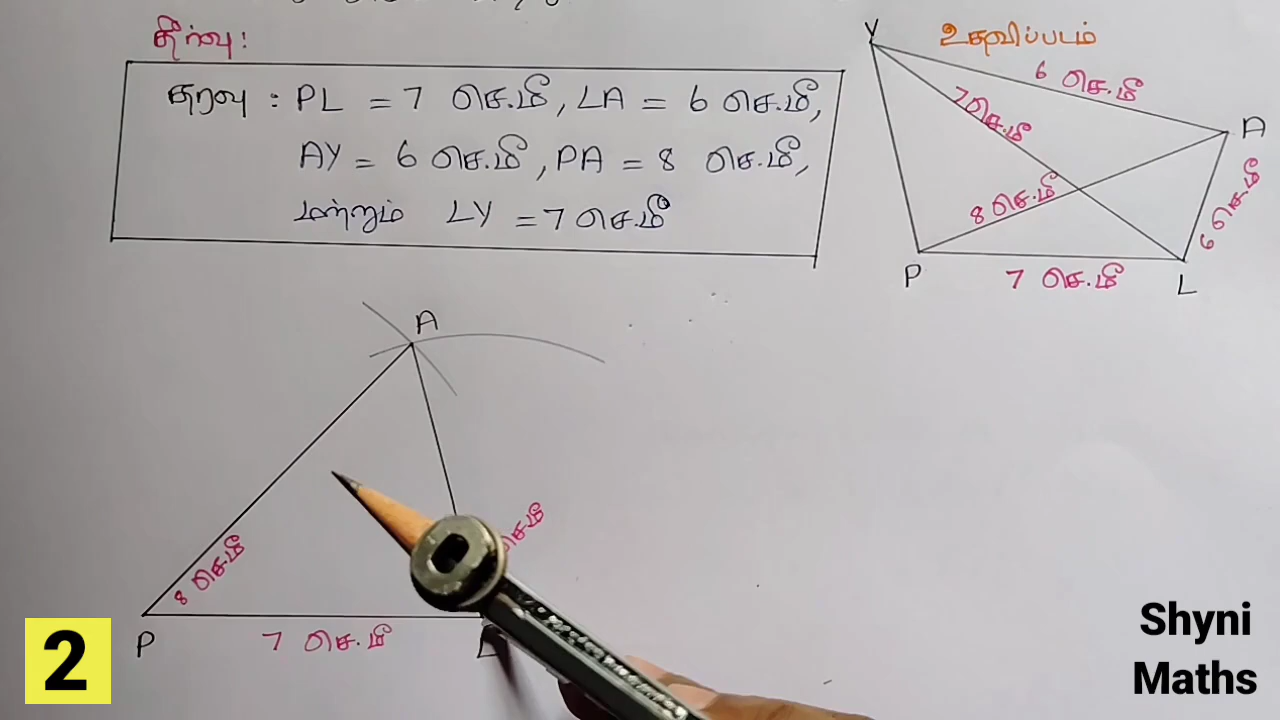 தீர்வு :
தரவு : PL = 7 செ.மீ, LA = 6 செ.மீ,
AY = 6 செ.மீ, PA = 8 செ.மீ,
மற்றும் LY = 7 செ.மீ
உதவிப்படம்
Y
6 செ.மீ
7 செ.மீ
A
8 செ.மீ
6 செ.மீ
P
7 செ.மீ
L
A
8 செ.மீ
செ.மீ
P
7 செ.மீ
L
2
Shyni
Maths